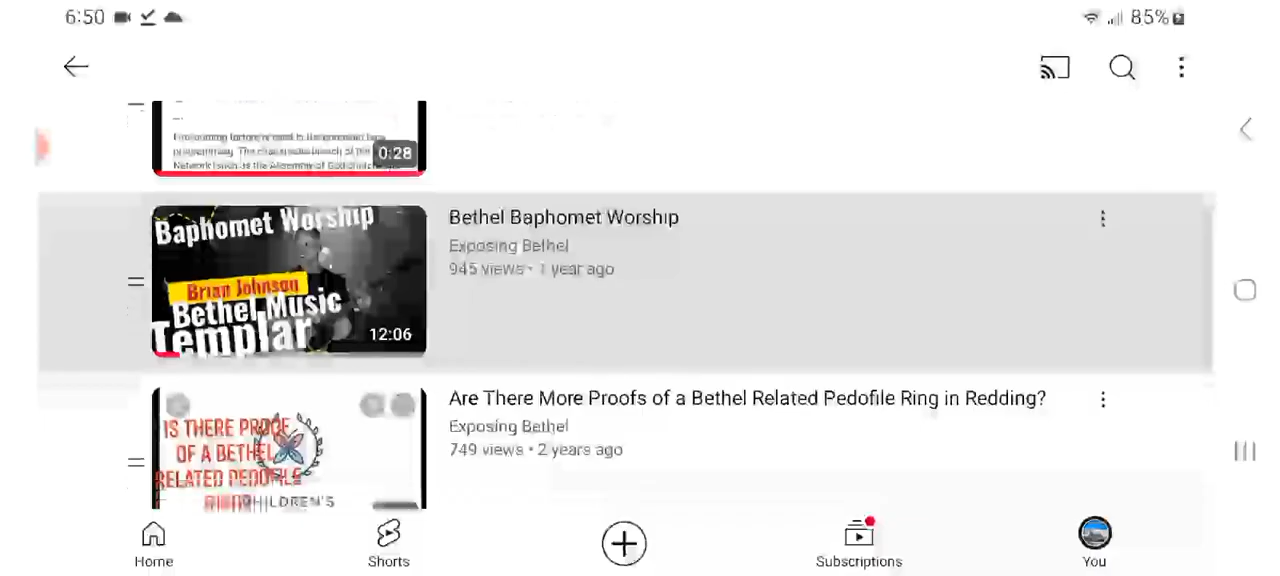 6:50
85%
0:28
Baphomet Worship
Brian Johnson
Bethel Music
Templar
12:06
Bethel Baphomet Worship
Exposing Bethel
945 views • 1 year ago
IS THERE PROOF
OF A BETHEL
RELATED PEDOFILE
RING
CHILDREN'S
Are There More Proofs of a Bethel Related Pedofile Ring in Redding?
Exposing Bethel
749 views • 2 years ago
Home
Shorts
Subscriptions
You